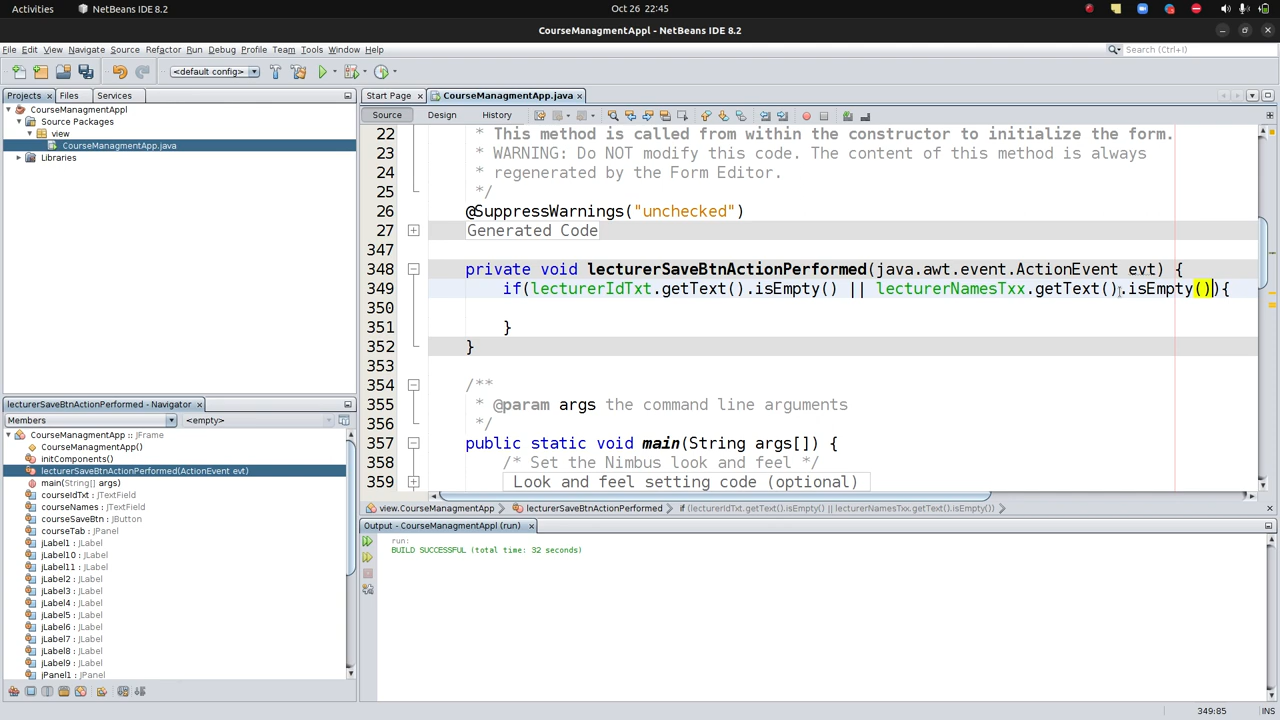 Activities NetBeans IDE 8.2 Oct 26 22:45
CourseManagmentAppl - NetBeans IDE 8.2
File Edit View Navigate Source Refactor Run Debug Profile Team Tools Window Help Search (Ctrl+I)
<default config>
Projects Files Services Start Page CourseManagmentApp.java
CourseManagmentAppl
Source Packages
view
CourseManagmentApp.java
Libraries
Source Design History
22 * This method is called from within the constructor to initialize the form.
23 * WARNING: Do NOT modify this code. The content of this method is always
24 * regenerated by the Form Editor.
25 */
26 @SuppressWarnings("unchecked")
27 Generated Code
347
348 private void lecturerSaveBtnActionPerformed(java.awt.event.ActionEvent evt) {
349 if(lecturerIdTxt.getText().isEmpty() || lecturerNamesTxx.getText().isEmpty()){
350
351 }
352 }
353
354 /**
355 * @param args the command line arguments
356 */
357 public static void main(String args[]) {
358 /* Set the Nimbus look and feel */
359 Look and feel setting code (optional)
lecturerSaveBtnActionPerformed - Navigator
Members <empty>
CourseManagmentApp :: JFrame
CourseManagmentApp()
initComponents()
lecturerSaveBtnActionPerformed(ActionEvent evt)
main(String[] args)
courseIdTxt : JTextField
courseNames : JTextField
courseSaveBtn : JButton
courseTab : JPanel
jLabel1 : JLabel
jLabel10 : JLabel
jLabel11 : JLabel
jLabel2 : JLabel
jLabel3 : JLabel
jLabel4 : JLabel
jLabel5 : JLabel
jLabel6 : JLabel
jLabel7 : JLabel
jLabel8 : JLabel
jLabel9 : JLabel
jPanel1 : JPanel
view.CourseManagmentApp lecturerSaveBtnActionPerformed if (lecturerIdTxt.getText().isEmpty() || lecturerNamesTxx.getText().isEmpty())
Output - CourseManagmentAppl (run)
run:
BUILD SUCCESSFUL (total time: 32 seconds)
349:85 INS